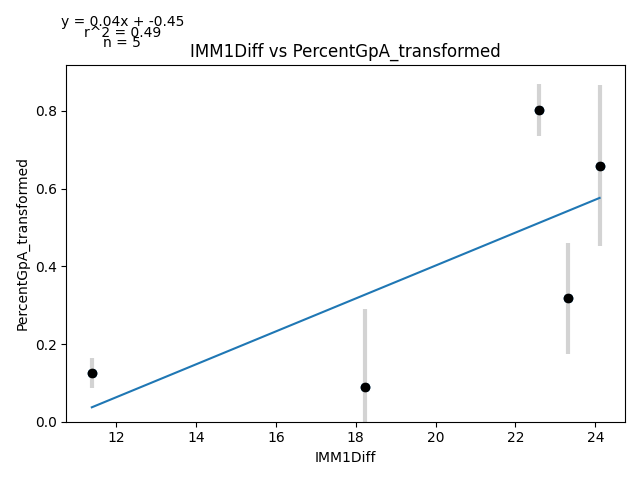 y = 0.04x + -0.45
r^2 = 0.49
n = 5
IMM1Diff vs PercentGpA_transformed
PercentGpA_transformed
0.8
0.6
0.4
0.2
0.0
12 14 16 18 20 22 24
IMM1Diff